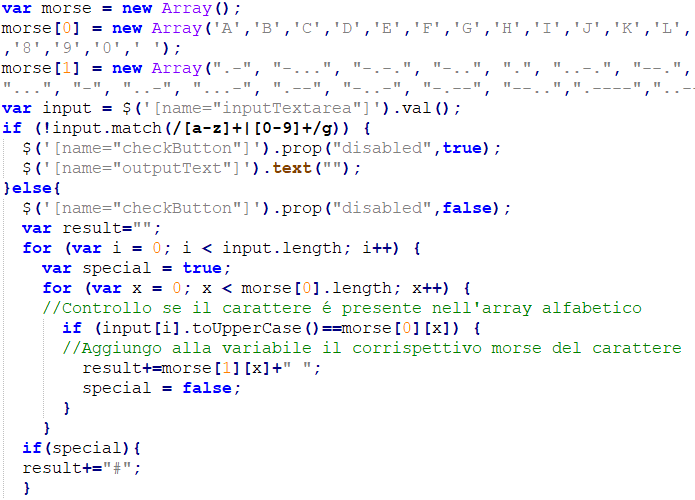 var morse = new Array();
morse[0] = new Array('A','B','C','D','E','F','G','H','I','J','K','L',
,'8','9','0',' ');
morse[1] = new Array(".-", "-...", "-.-.", "-..", ".", "..-.", "--.",
"...", "-", "..-", "...-", ".--", "-..-", "-.--", "--..",".----","..--
var input = $('[name="inputTextarea"]').val();
if (!input.match(/[a-z]+|[0-9]+/g)) {
  $('[name="checkButton"]').prop("disabled",true);
  $('[name="outputText"]').text("");
}else{
  $('[name="checkButton"]').prop("disabled",false);
  var result="";
  for (var i = 0; i < input.length; i++) {
    var special = true;
    for (var x = 0; x < morse[0].length; x++) {
    //Controllo se il carattere é presente nell'array alfabetico
      if (input[i].toUpperCase()==morse[0][x]) {
      //Aggiungo alla variabile il corrispettivo morse del carattere
        result+=morse[1][x]+" ";
        special = false;
      }
    }
  if(special){
  result+="#";
  }